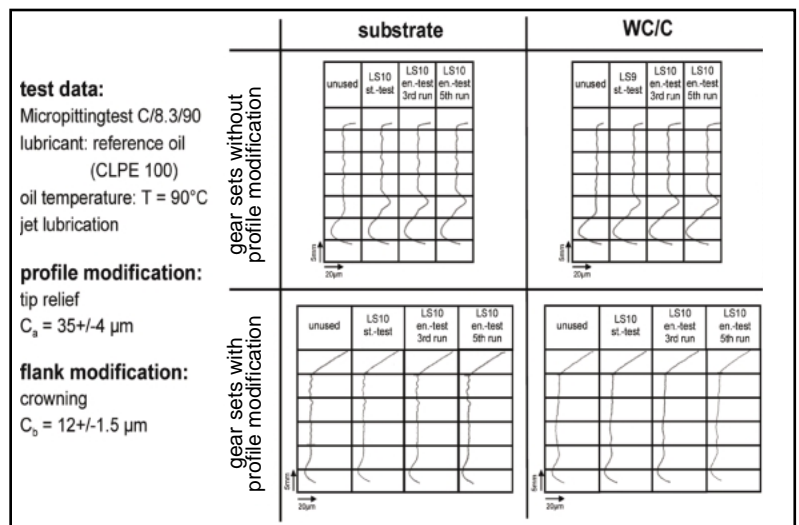 substrate
WC/C
test data:
Micropittingtest C/8.3/90
lubricant: reference oil
(CLPE 100)
oil temperature: T = 90°C
jet lubrication
profile modification:
tip relief
Cₐ = 35+/-4 µm
flank modification:
crowning
C_b = 12+/-1.5 µm
gear sets without
profile modification
unused
LS10
st.-test
LS10
en.-test
3rd run
LS10
en.-test
5th run
5mm
20µm
unused
LS9
st.-test
LS10
en.-test
3rd run
LS10
en.-test
5th run
5mm
20µm
gear sets with
profile modification
unused
LS10
st.-test
LS10
en.-test
3rd run
LS10
en.-test
5th run
5mm
20µm
unused
LS10
st.-test
LS10
en.-test
3rd run
LS10
en.-test
5th run
5mm
20µm